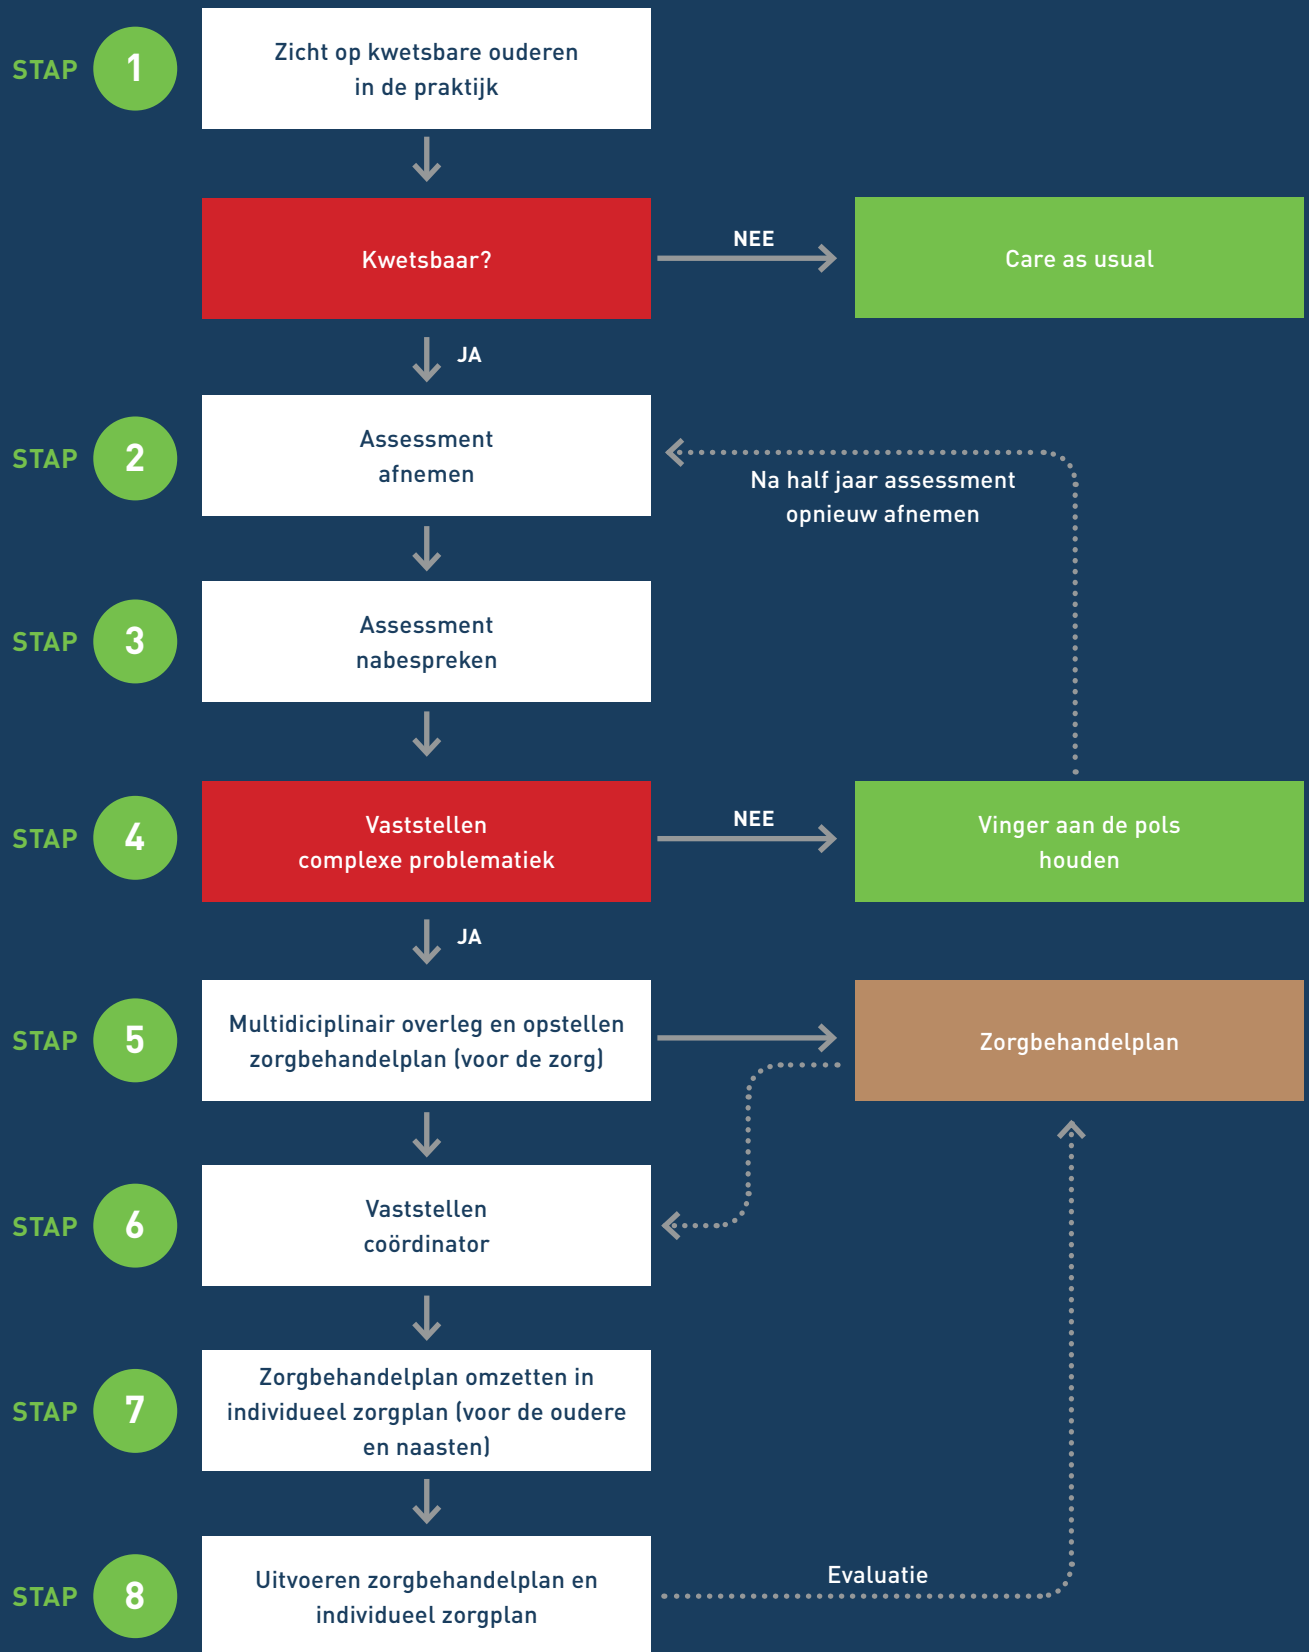 STAP 1
Zicht op kwetsbare ouderen
in de praktijk
Kwetsbaar?
NEE
Care as usual
JA
STAP 2
Assessment
afnemen
Na half jaar assessment
opnieuw afnemen
STAP 3
Assessment
nabespreken
STAP 4
Vaststellen
complexe problematiek
NEE
Vinger aan de pols
houden
JA
STAP 5
Multidiciplinair overleg en opstellen
zorgbehandelplan (voor de zorg)
Zorgbehandelplan
STAP 6
Vaststellen
coördinator
STAP 7
Zorgbehandelplan omzetten in
individueel zorgplan (voor de oudere
en naasten)
STAP 8
Uitvoeren zorgbehandelplan en
individueel zorgplan
Evaluatie